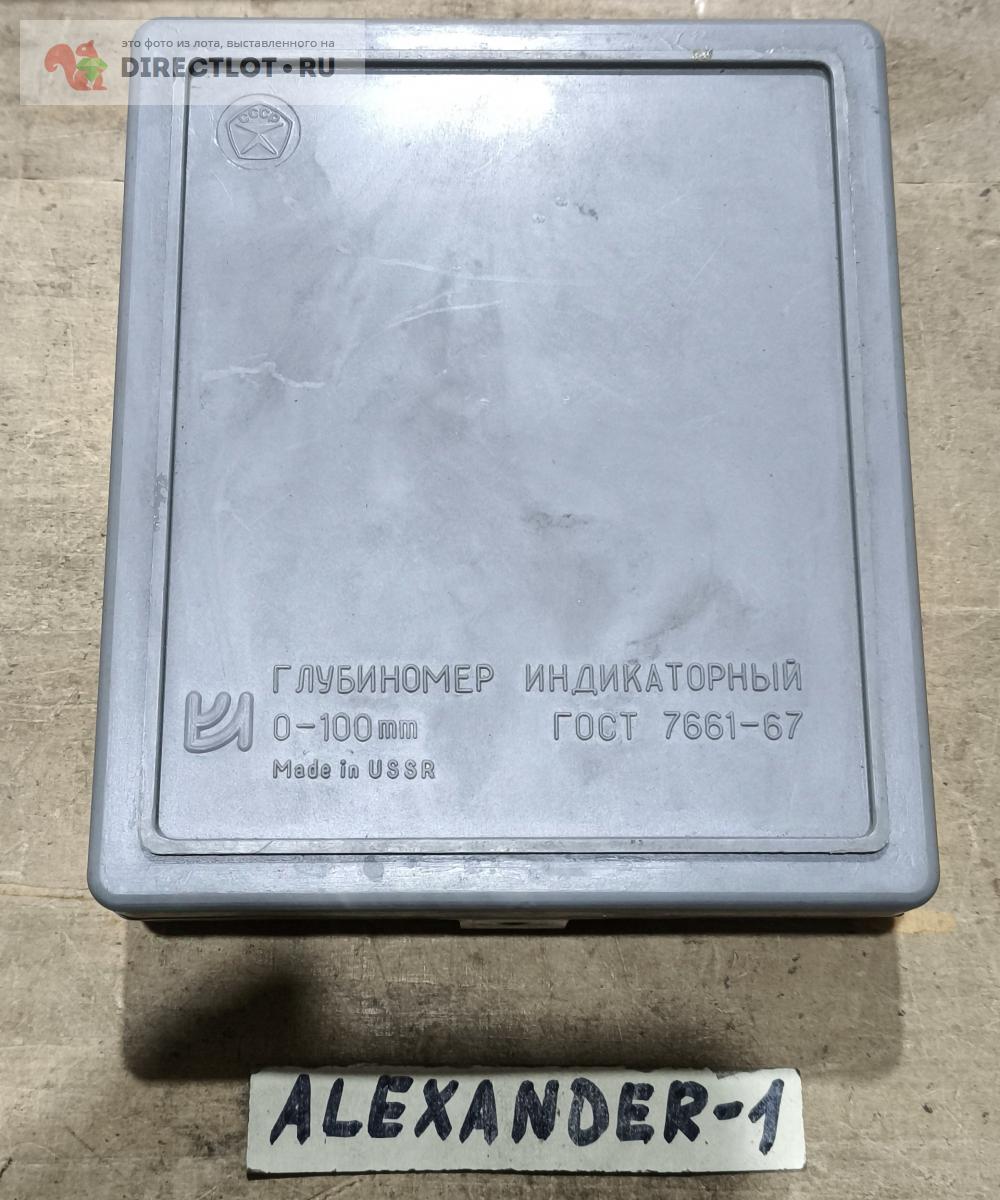 это фото из лота, выставленного на
DIRECTLOT•RU
СССР
ГЛУБИНОМЕР ИНДИКАТОРНЫЙ
0-100mm ГОСТ 7661-67
Made in USSR
ALEXANDER-1